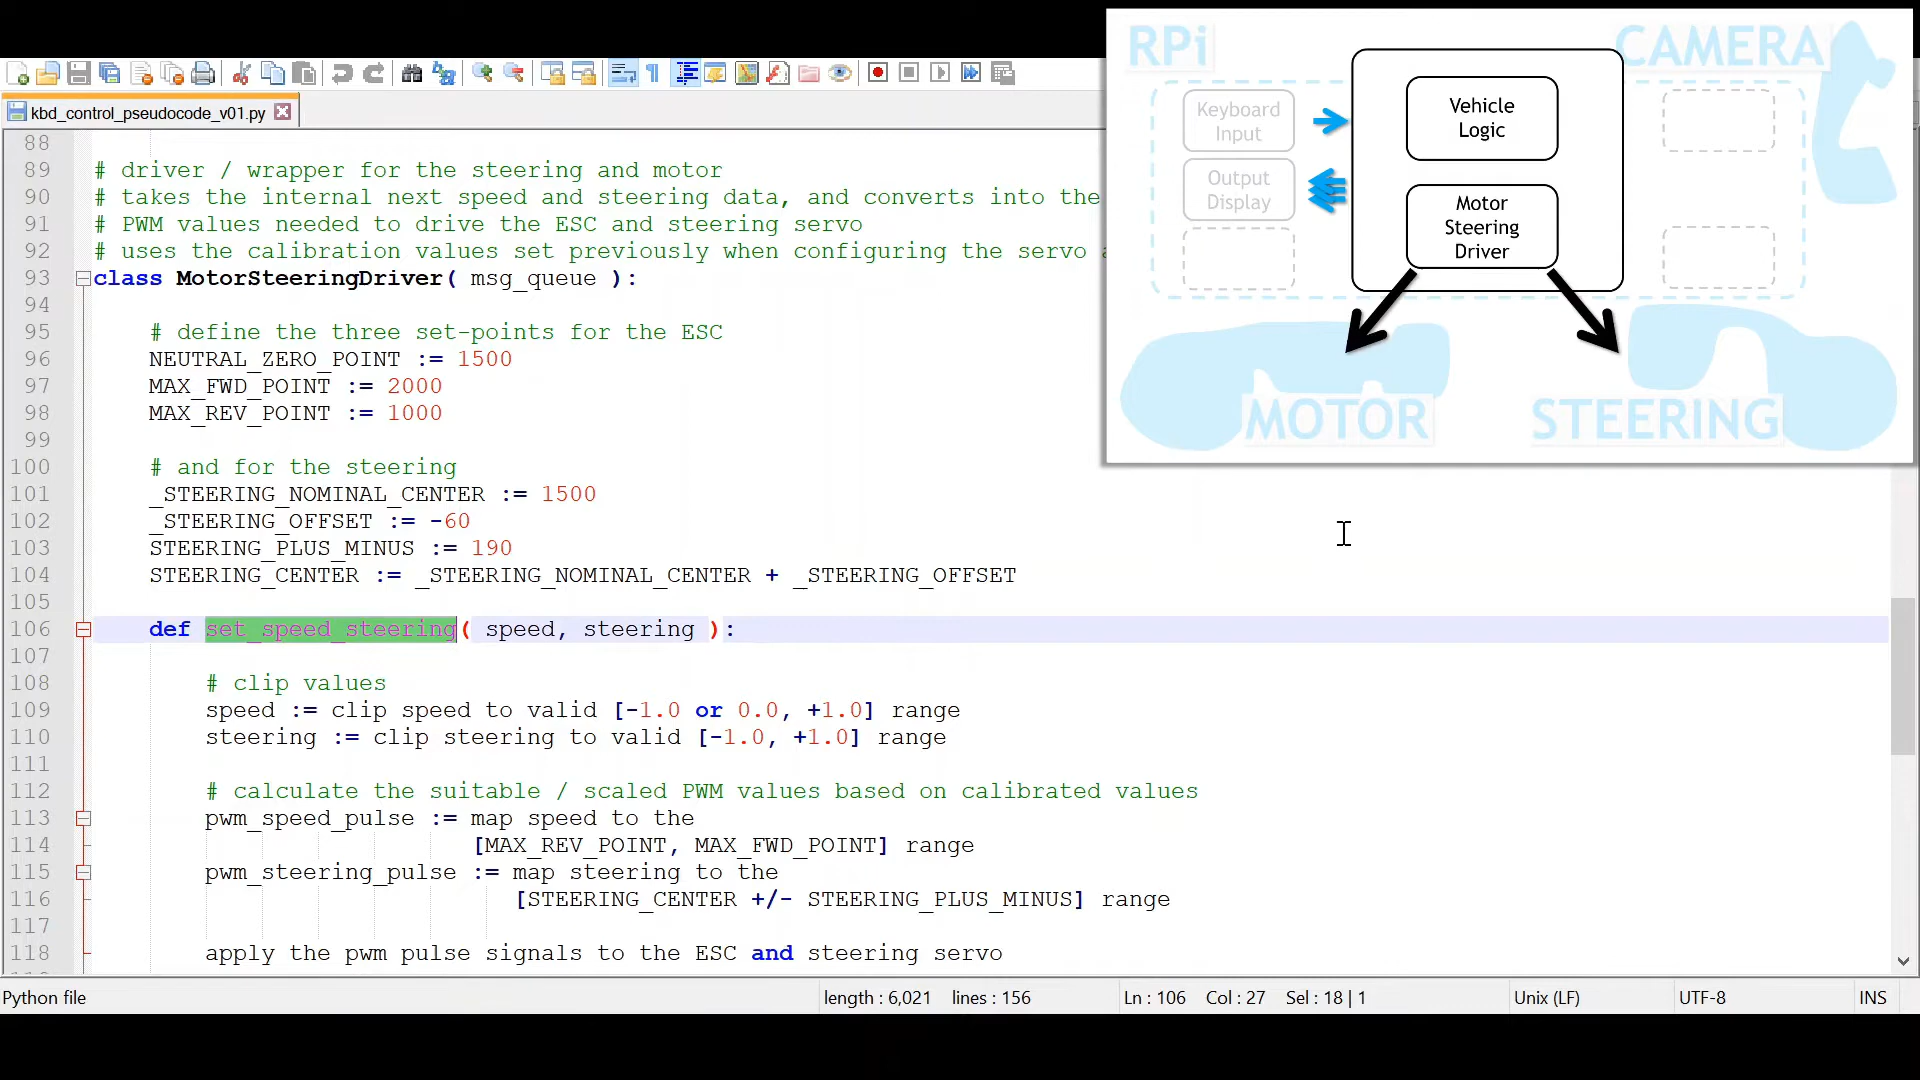 RPi
CAMERA
Keyboard
Input
Output
Display
Vehicle
Logic
Motor
Steering
Driver
MOTOR
STEERING
kbd_control_pseudocode_v01.py
88
89 # driver / wrapper for the steering and motor
90 # takes the internal next speed and steering data, and converts into the
91 # PWM values needed to drive the ESC and steering servo
92 # uses the calibration values set previously when configuring the servo
93 class MotorSteeringDriver( msg_queue ):
94
95 # define the three set-points for the ESC
96 NEUTRAL_ZERO_POINT := 1500
97 MAX_FWD_POINT := 2000
98 MAX_REV_POINT := 1000
99
100 # and for the steering
101 _STEERING_NOMINAL_CENTER := 1500
102 _STEERING_OFFSET := -60
103 STEERING_PLUS_MINUS := 190
104 STEERING_CENTER := _STEERING_NOMINAL_CENTER + _STEERING_OFFSET
105
106 def set_speed_steering( speed, steering ):
107
108 # clip values
109 speed := clip speed to valid [-1.0 or 0.0, +1.0] range
110 steering := clip steering to valid [-1.0, +1.0] range
111
112 # calculate the suitable / scaled PWM values based on calibrated values
113 pwm_speed_pulse := map speed to the
114 [MAX_REV_POINT, MAX_FWD_POINT] range
115 pwm_steering_pulse := map steering to the
116 [STEERING_CENTER +/- STEERING_PLUS_MINUS] range
117
118 apply the pwm pulse signals to the ESC and steering servo
Python file
length : 6,021 lines : 156
Ln : 106 Col : 27 Sel : 18 | 1
Unix (LF)
UTF-8
INS